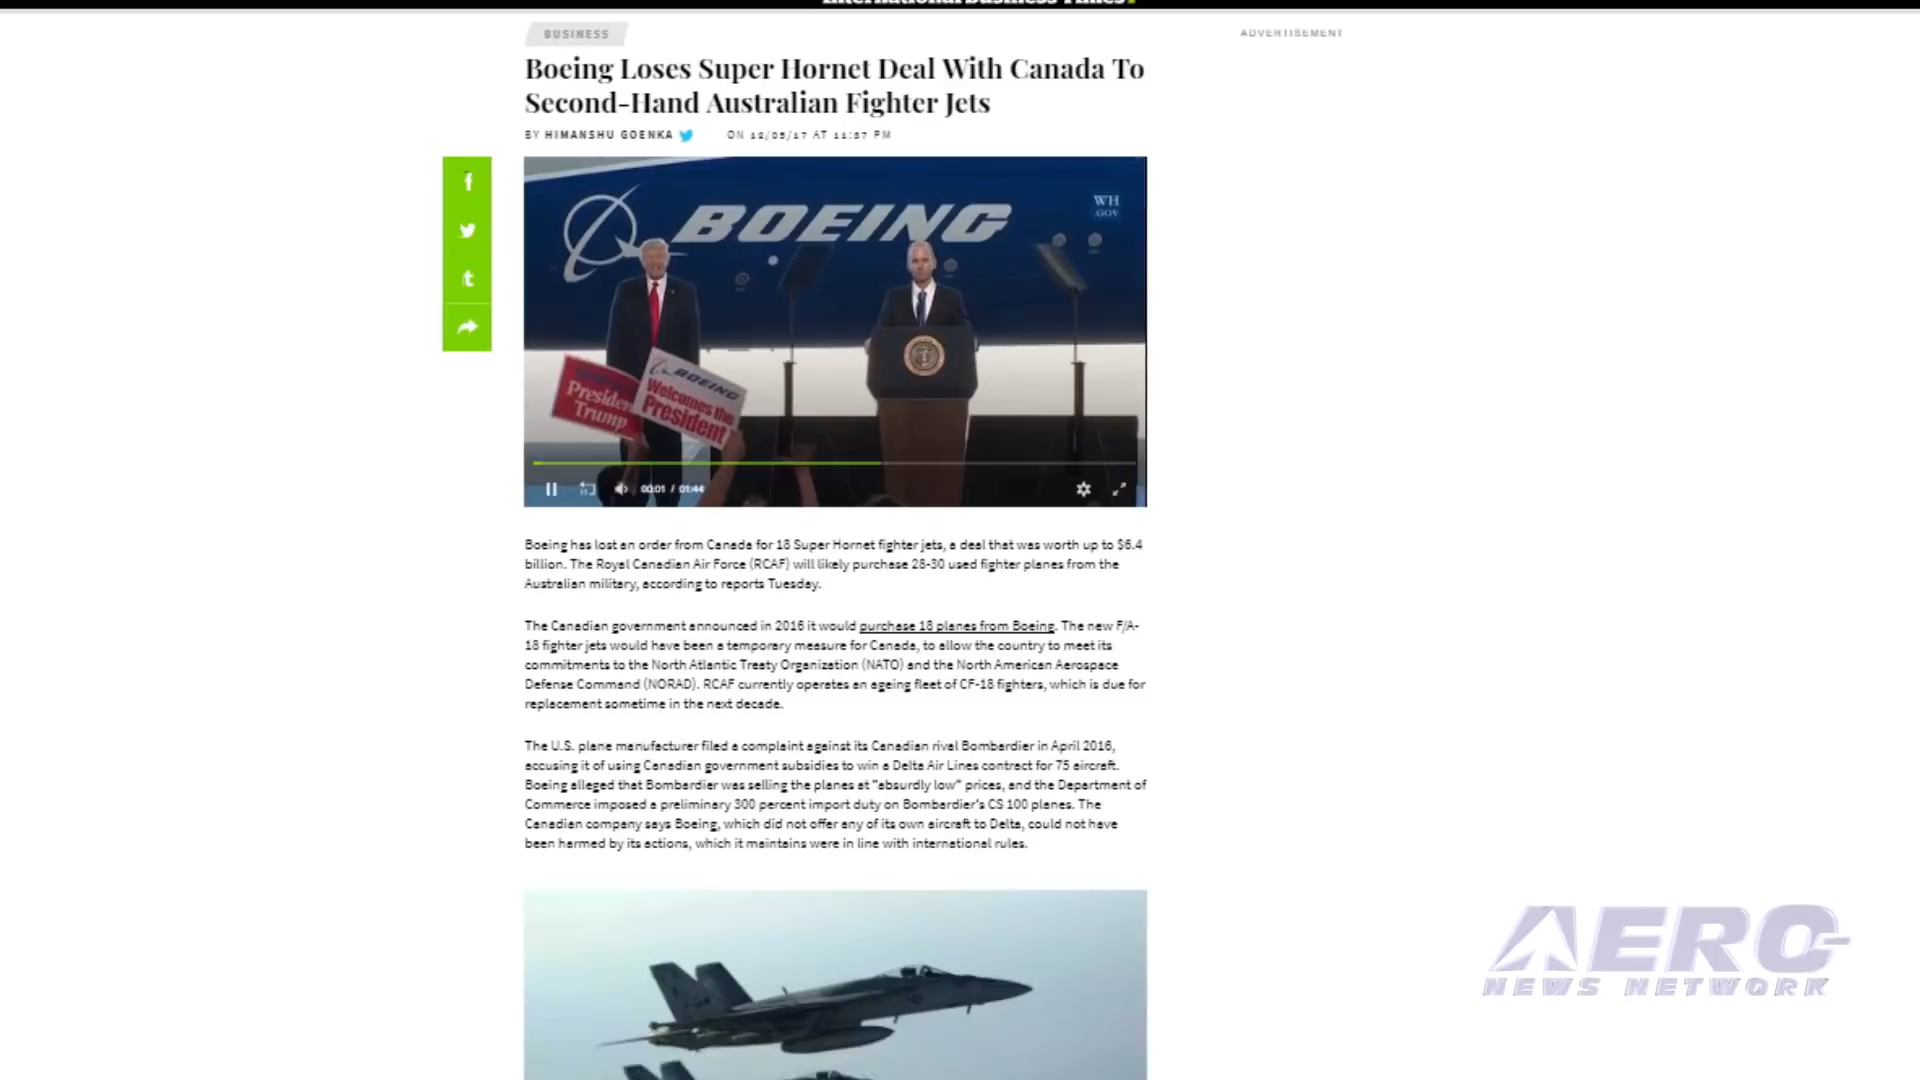 International Business Times
BUSINESS
ADVERTISEMENT
Boeing Loses Super Hornet Deal With Canada To
Second-Hand Australian Fighter Jets
BY HIMANSHU GOENKA ON 12/05/17 AT 11:57 PM
WH
.GOV
BOEING
President
Trump
BOEING
Welcomes the
President
00:01 / 01:44
Boeing has lost an order from Canada for 18 Super Hornet fighter jets, a deal that was worth up to $6.4
billion. The Royal Canadian Air Force (RCAF) will likely purchase 28-30 used fighter planes from the
Australian military, according to reports Tuesday.
The Canadian government announced in 2016 it would purchase 18 planes from Boeing. The new F/A-
18 fighter jets would have been a temporary measure for Canada, to allow the country to meet its
commitments to the North Atlantic Treaty Organization (NATO) and the North American Aerospace
Defense Command (NORAD). RCAF currently operates an ageing fleet of CF-18 fighters, which is due for
replacement sometime in the next decade.
The U.S. plane manufacturer filed a complaint against its Canadian rival Bombardier in April 2016,
accusing it of using Canadian government subsidies to win a Delta Air Lines contract for 75 aircraft.
Boeing alleged that Bombardier was selling the planes at "absurdly low" prices, and the Department of
Commerce imposed a preliminary 300 percent import duty on Bombardier's CS 100 planes. The
Canadian company says Boeing, which did not offer any of its own aircraft to Delta, could not have
been harmed by its actions, which it maintains were in line with international rules.
AERO
NEWS NETWORK